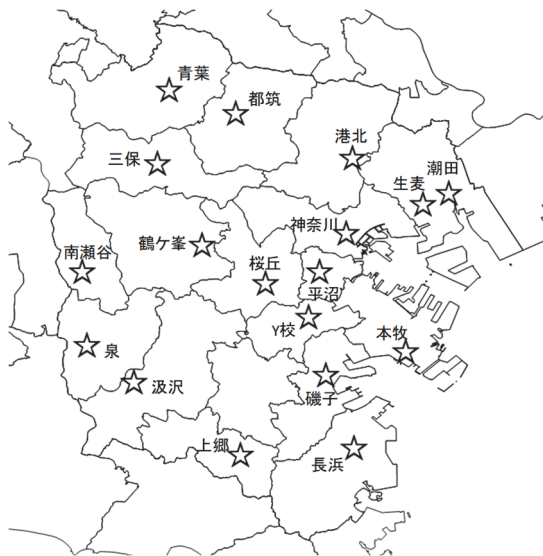 青葉
都筑
港北
三保
潮田
生麦
神奈川
鶴ケ峯
南瀬谷
桜丘
平沼
Y校
本牧
泉
汲沢
磯子
上郷
長浜